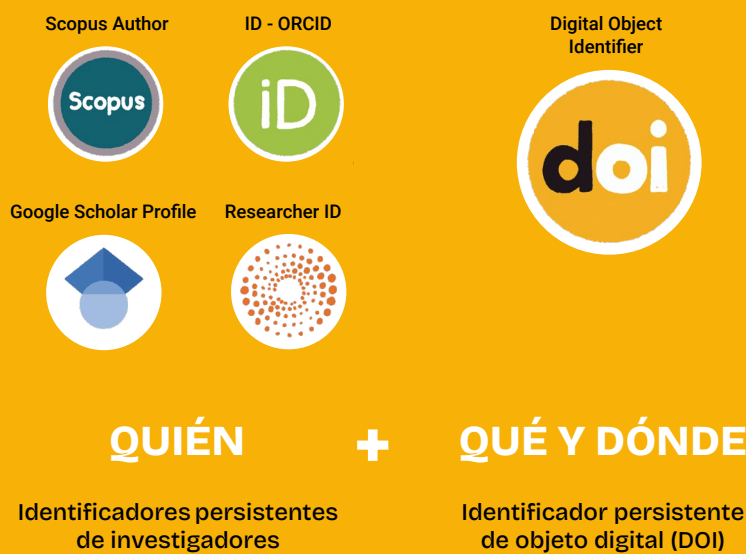 Scopus Author
ID - ORCID
Digital Object
Identifier
Scopus
iD
doi
Google Scholar Profile
Researcher ID
QUIÉN
+
QUÉ Y DÓNDE
Identificadores persistentes
de investigadores
Identificador persistente
de objeto digital (DOI)